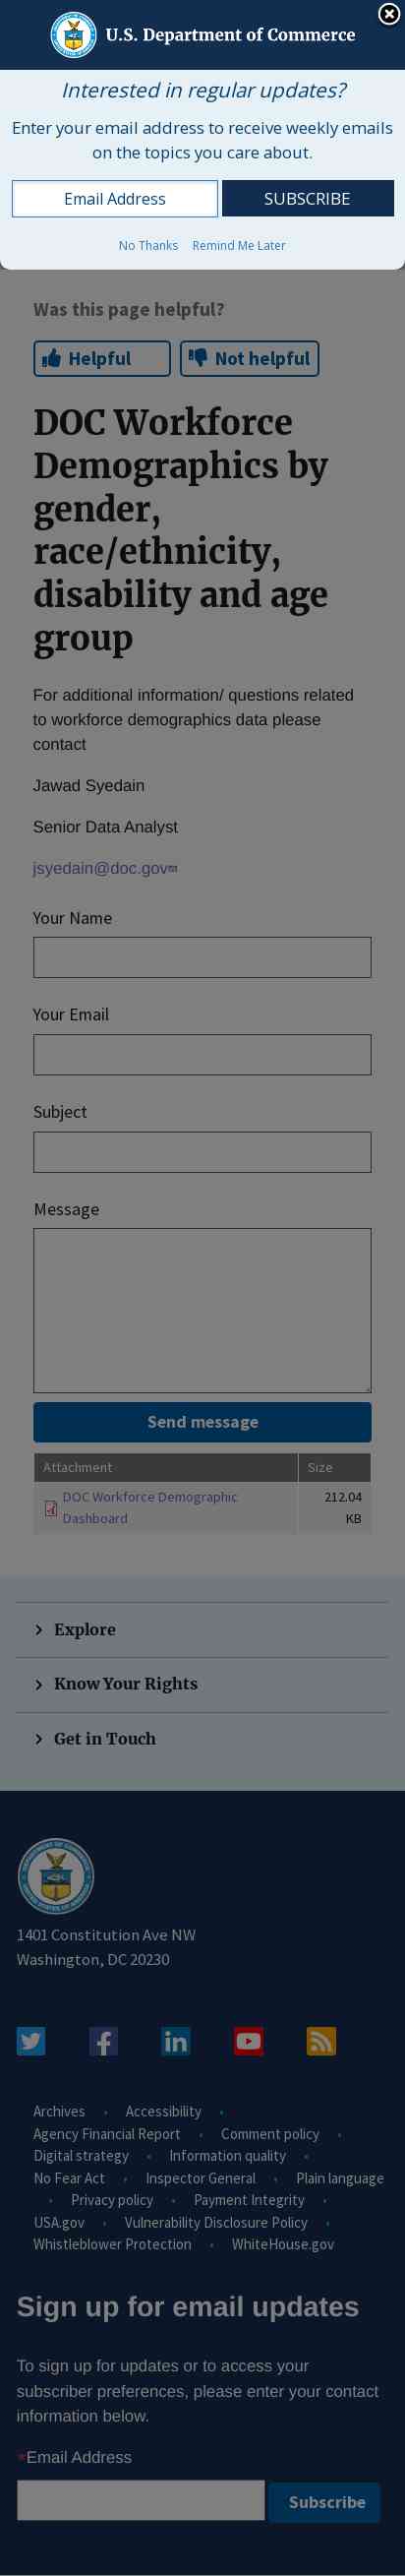 U.S. Department of Commerce
Interested in regular updates?
Enter your email address to receive weekly emails
on the topics you care about.
Email Address
SUBSCRIBE
No Thanks
Remind Me Later
Was this page helpful?
Helpful
Not helpful
DOC Workforce
Demographics by
gender,
race/ethnicity,
disability and age
group
For additional information/ questions related
to workforce demographics data please
contact
Jawad Syedain
Senior Data Analyst
jsyedain@doc.gov
Your Name
Your Email
Subject
Message
Send message
Attachment
Size
DOC Workforce Demographic
Dashboard
212.04
KB
Explore
Know Your Rights
Get in Touch
1401 Constitution Ave NW
Washington, DC 20230
Archives • Accessibility •
Agency Financial Report • Comment policy •
Digital strategy • Information quality •
No Fear Act • Inspector General • Plain language
• Privacy policy • Payment Integrity •
USA.gov • Vulnerability Disclosure Policy •
Whistleblower Protection • WhiteHouse.gov
Sign up for email updates
To sign up for updates or to access your
subscriber preferences, please enter your contact
information below.
*Email Address
Subscribe